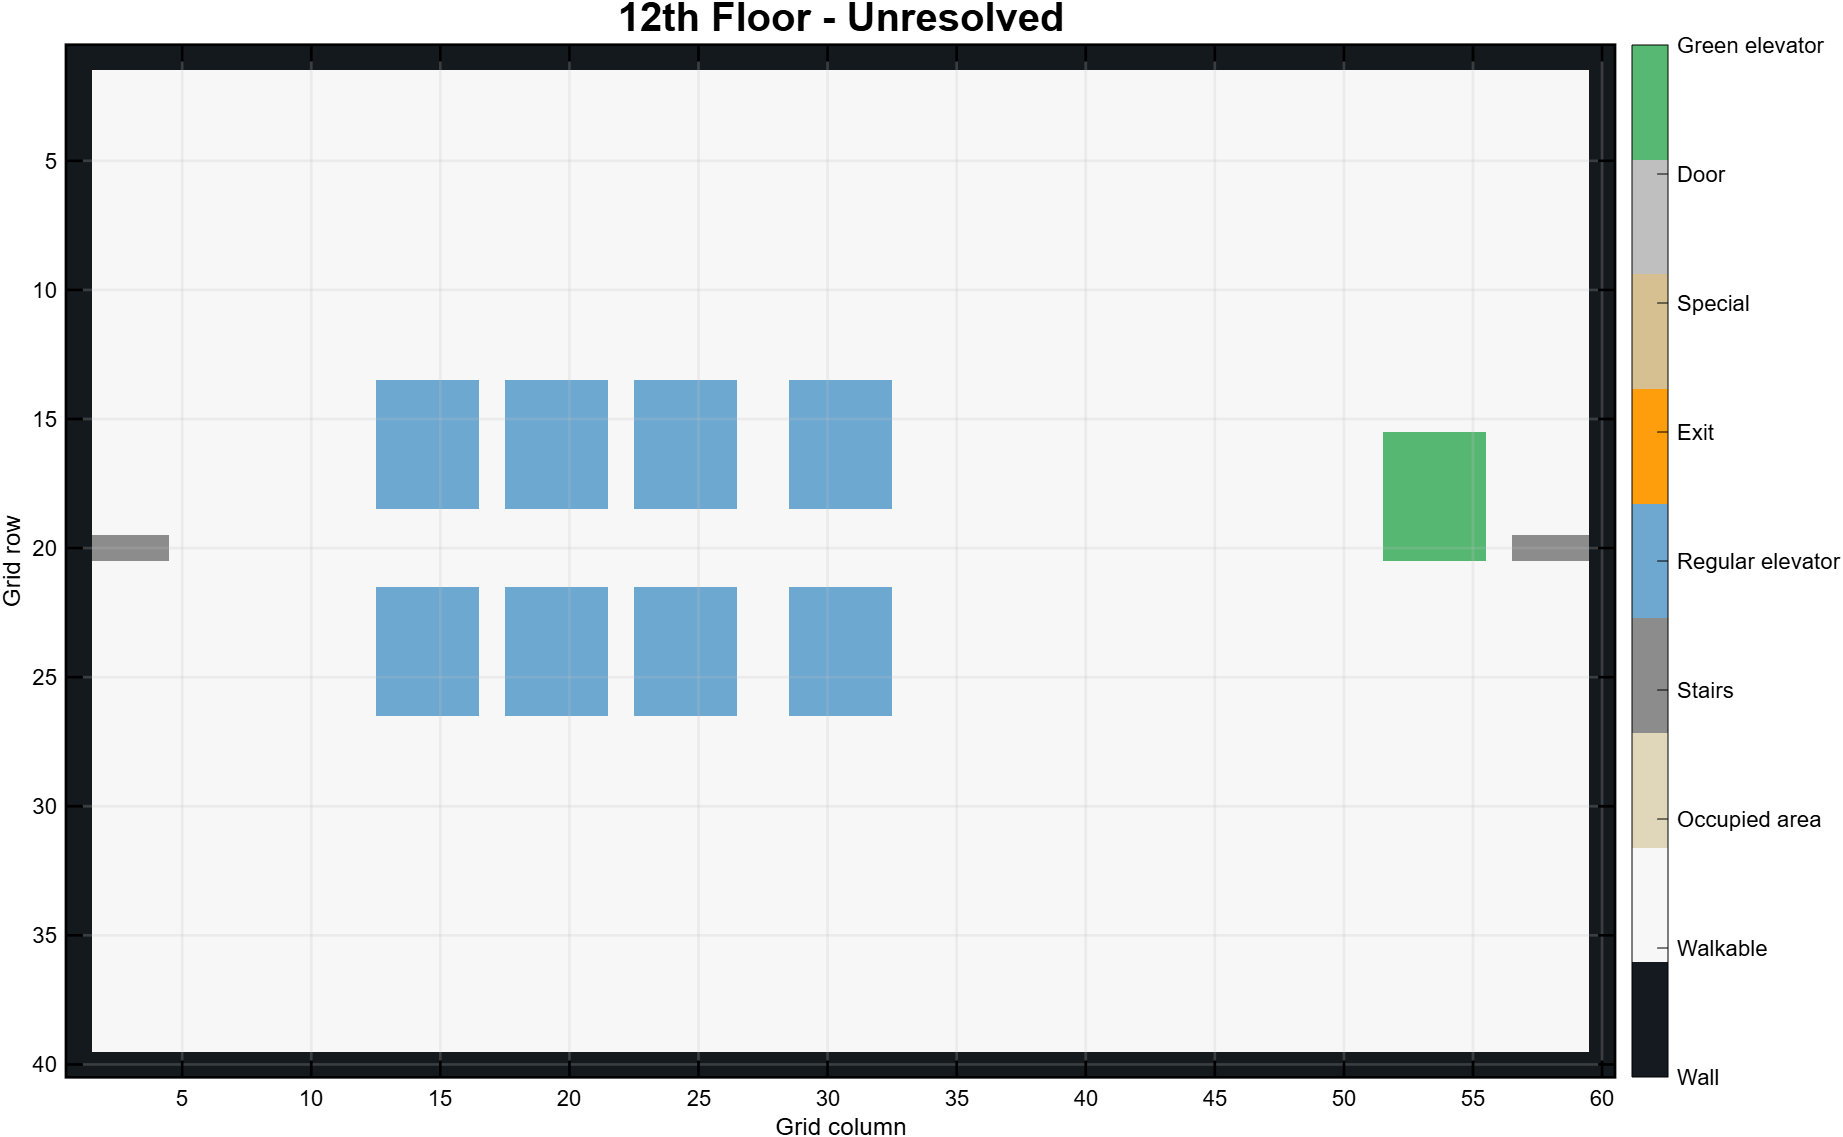 12th Floor - Unresolved
Grid row
5
10
15
20
25
30
35
40
5 10 15 20 25 30 35 40 45 50 55 60
Grid column
Green elevator
Door
Special
Exit
Regular elevator
Stairs
Occupied area
Walkable
Wall